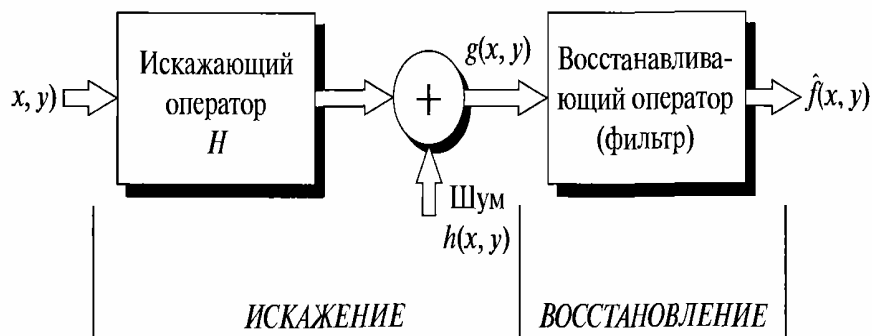 x, y)
Искажающий
оператор
H
+
g(x, y)
Шум
h(x, y)
Восстанавлива-
ющий оператор
(фильтр)
f̂(x, y)
ИСКАЖЕНИЕ
ВОССТАНОВЛЕНИЕ